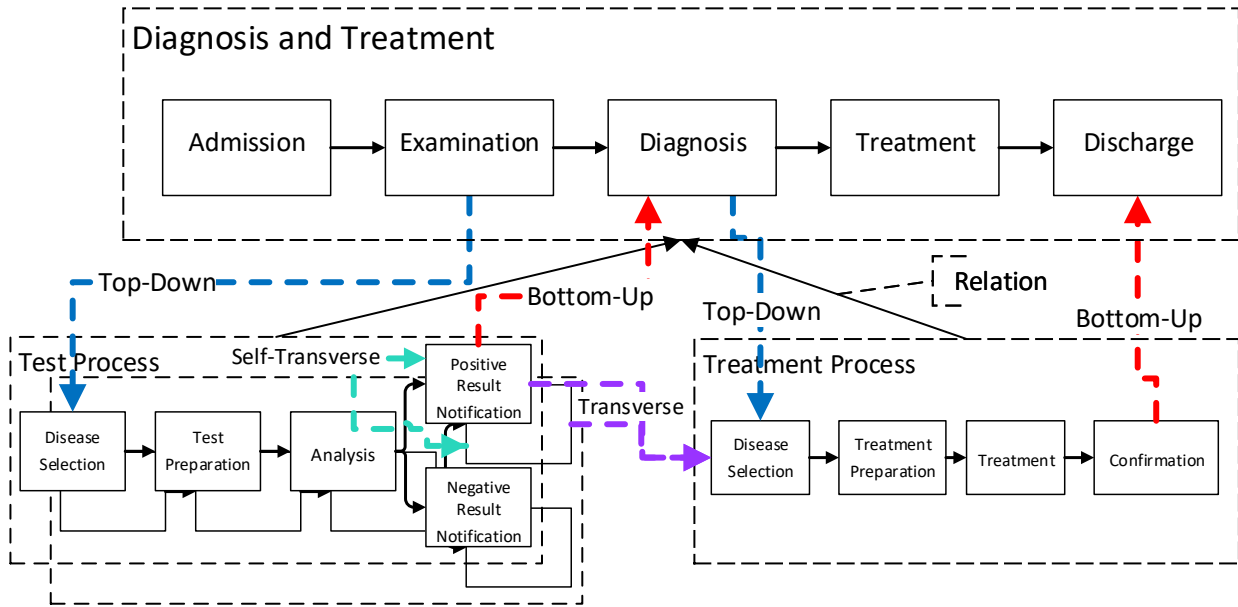 Diagnosis and Treatment
Admission
Examination
Diagnosis
Treatment
Discharge
Top-Down
Bottom-Up
Relation
Top-Down
Bottom-Up
Test Process
Self-Transverse
Positive
Result
Notification
Transverse
Treatment Process
Disease
Selection
Test
Preparation
Analysis
Negative
Result
Notification
Disease
Selection
Treatment
Preparation
Treatment
Confirmation